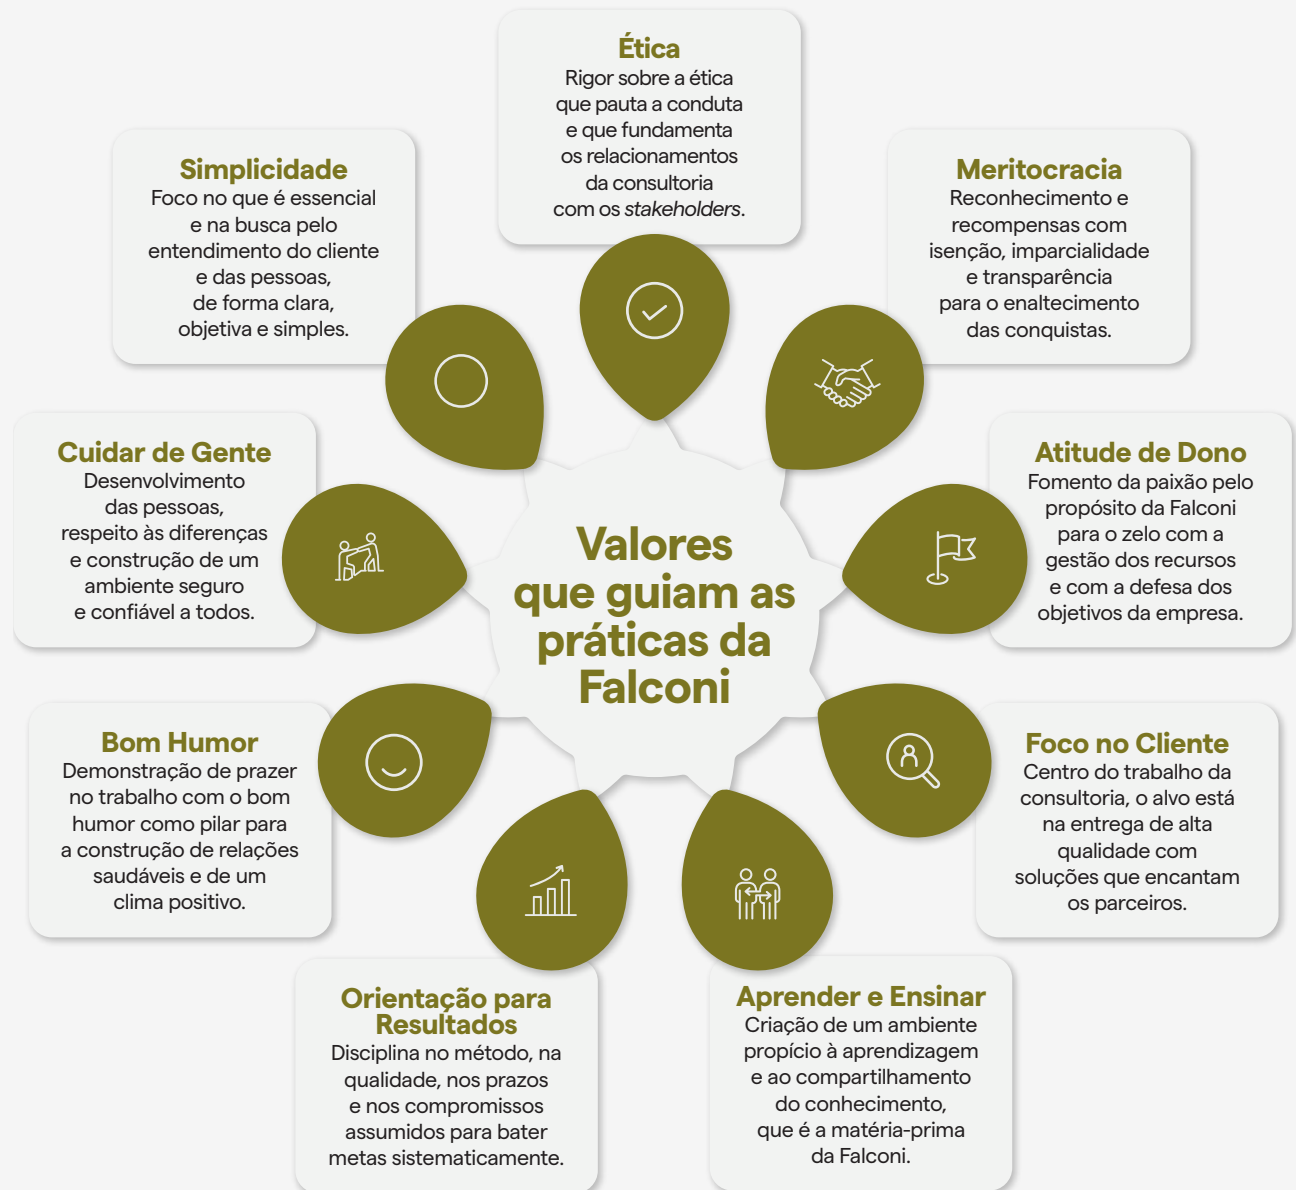 Ética
Rigor sobre a ética
que pauta a conduta
e que fundamenta
os relacionamentos
da consultoria
com os stakeholders.
Simplicidade
Foco no que é essencial
e na busca pelo
entendimento do cliente
e das pessoas,
de forma clara,
objetiva e simples.
Meritocracia
Reconhecimento e
recompensas com
isenção, imparcialidade
e transparência
para o enaltecimento
das conquistas.
Cuidar de Gente
Desenvolvimento
das pessoas,
respeito às diferenças
e construção de um
ambiente seguro
e confiável a todos.
Valores
que guiam as
práticas da
Falconi
Atitude de Dono
Fomento da paixão pelo
propósito da Falconi
para o zelo com a
gestão dos recursos
e com a defesa dos
objetivos da empresa.
Bom Humor
Demonstração de prazer
no trabalho com o bom
humor como pilar para
a construção de relações
saudáveis e de um
clima positivo.
Foco no Cliente
Centro do trabalho da
consultoria, o alvo está
na entrega de alta
qualidade com
soluções que encantam
os parceiros.
Orientação para
Resultados
Disciplina no método, na
qualidade, nos prazos
e nos compromissos
assumidos para bater
metas sistematicamente.
Aprender e Ensinar
Criação de um ambiente
propício à aprendizagem
e ao compartilhamento
do conhecimento,
que é a matéria-prima
da Falconi.